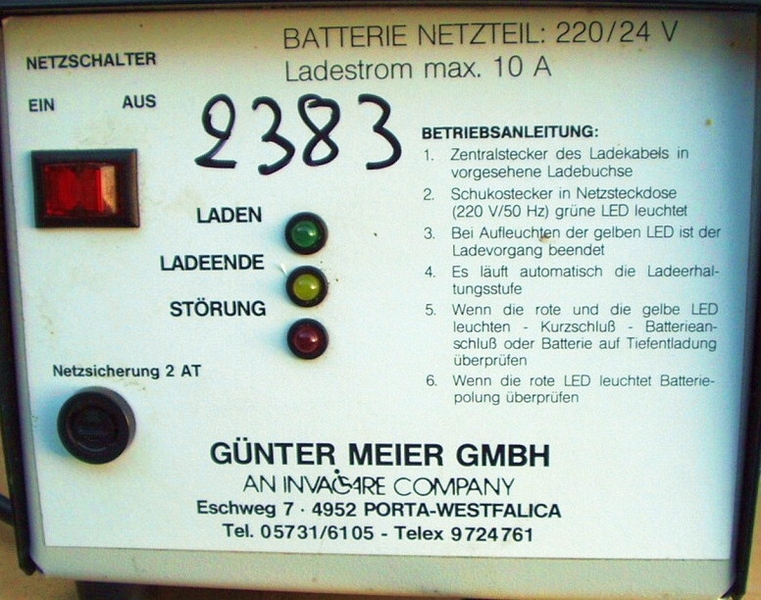 BATTERIE NETZTEIL: 220/24 V
Ladestrom max. 10 A
NETZSCHALTER
EIN AUS
2383
LADEN
LADEENDE
STÖRUNG
Netzsicherung 2 AT
BETRIEBSANLEITUNG:
1. Zentralstecker des Ladekabels in
vorgesehene Ladebuchse
2. Schukostecker in Netzsteckdose
(220 V/50 Hz) grüne LED leuchtet
3. Bei Aufleuchten der gelben LED ist der
Ladevorgang beendet
4. Es läuft automatisch die Ladeerhal-
tungsstufe
5. Wenn die rote und die gelbe LED
leuchten - Kurzschluß - Batteriean-
schluß oder Batterie auf Tiefentladung
überprüfen
6. Wenn die rote LED leuchtet Batterie-
polung überprüfen
GÜNTER MEIER GMBH
AN INVACARE COMPANY
Eschweg 7 · 4952 PORTA-WESTFALICA
Tel. 05731/6105 - Telex 9724761